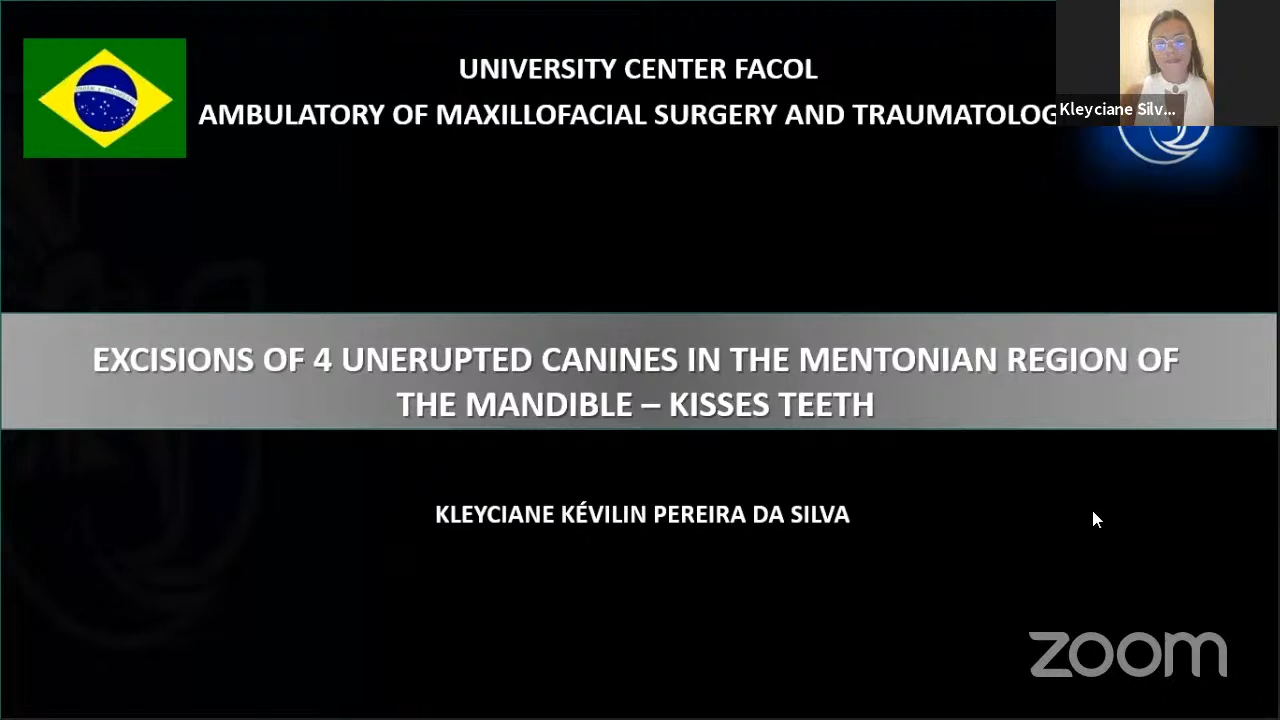 UNIVERSITY CENTER FACOL
AMBULATORY OF MAXILLOFACIAL SURGERY AND TRAUMATOLOG
Kleyciane Silv...
EXCISIONS OF 4 UNERUPTED CANINES IN THE MENTONIAN REGION OF
THE MANDIBLE – KISSES TEETH
KLEYCIANE KÉVILIN PEREIRA DA SILVA
zoom